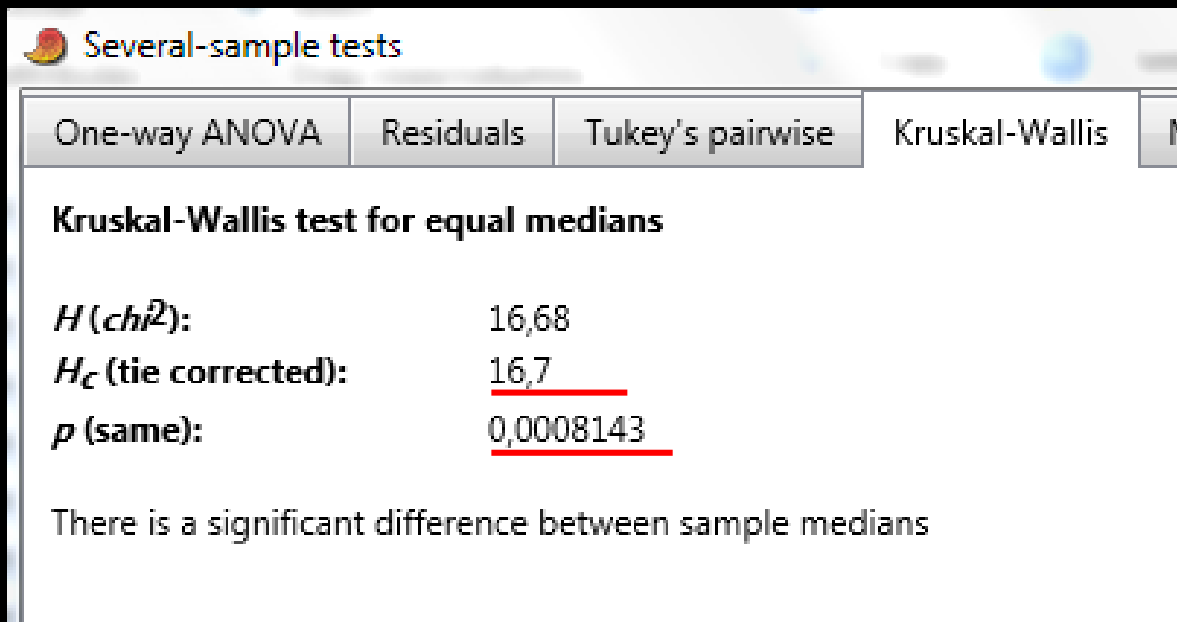 Several-sample tests
One-way ANOVA Residuals Tukey's pairwise Kruskal-Wallis
Kruskal-Wallis test for equal medians
H (chi2): 16,68
Hc (tie corrected): 16,7
p (same): 0,0008143
There is a significant difference between sample medians